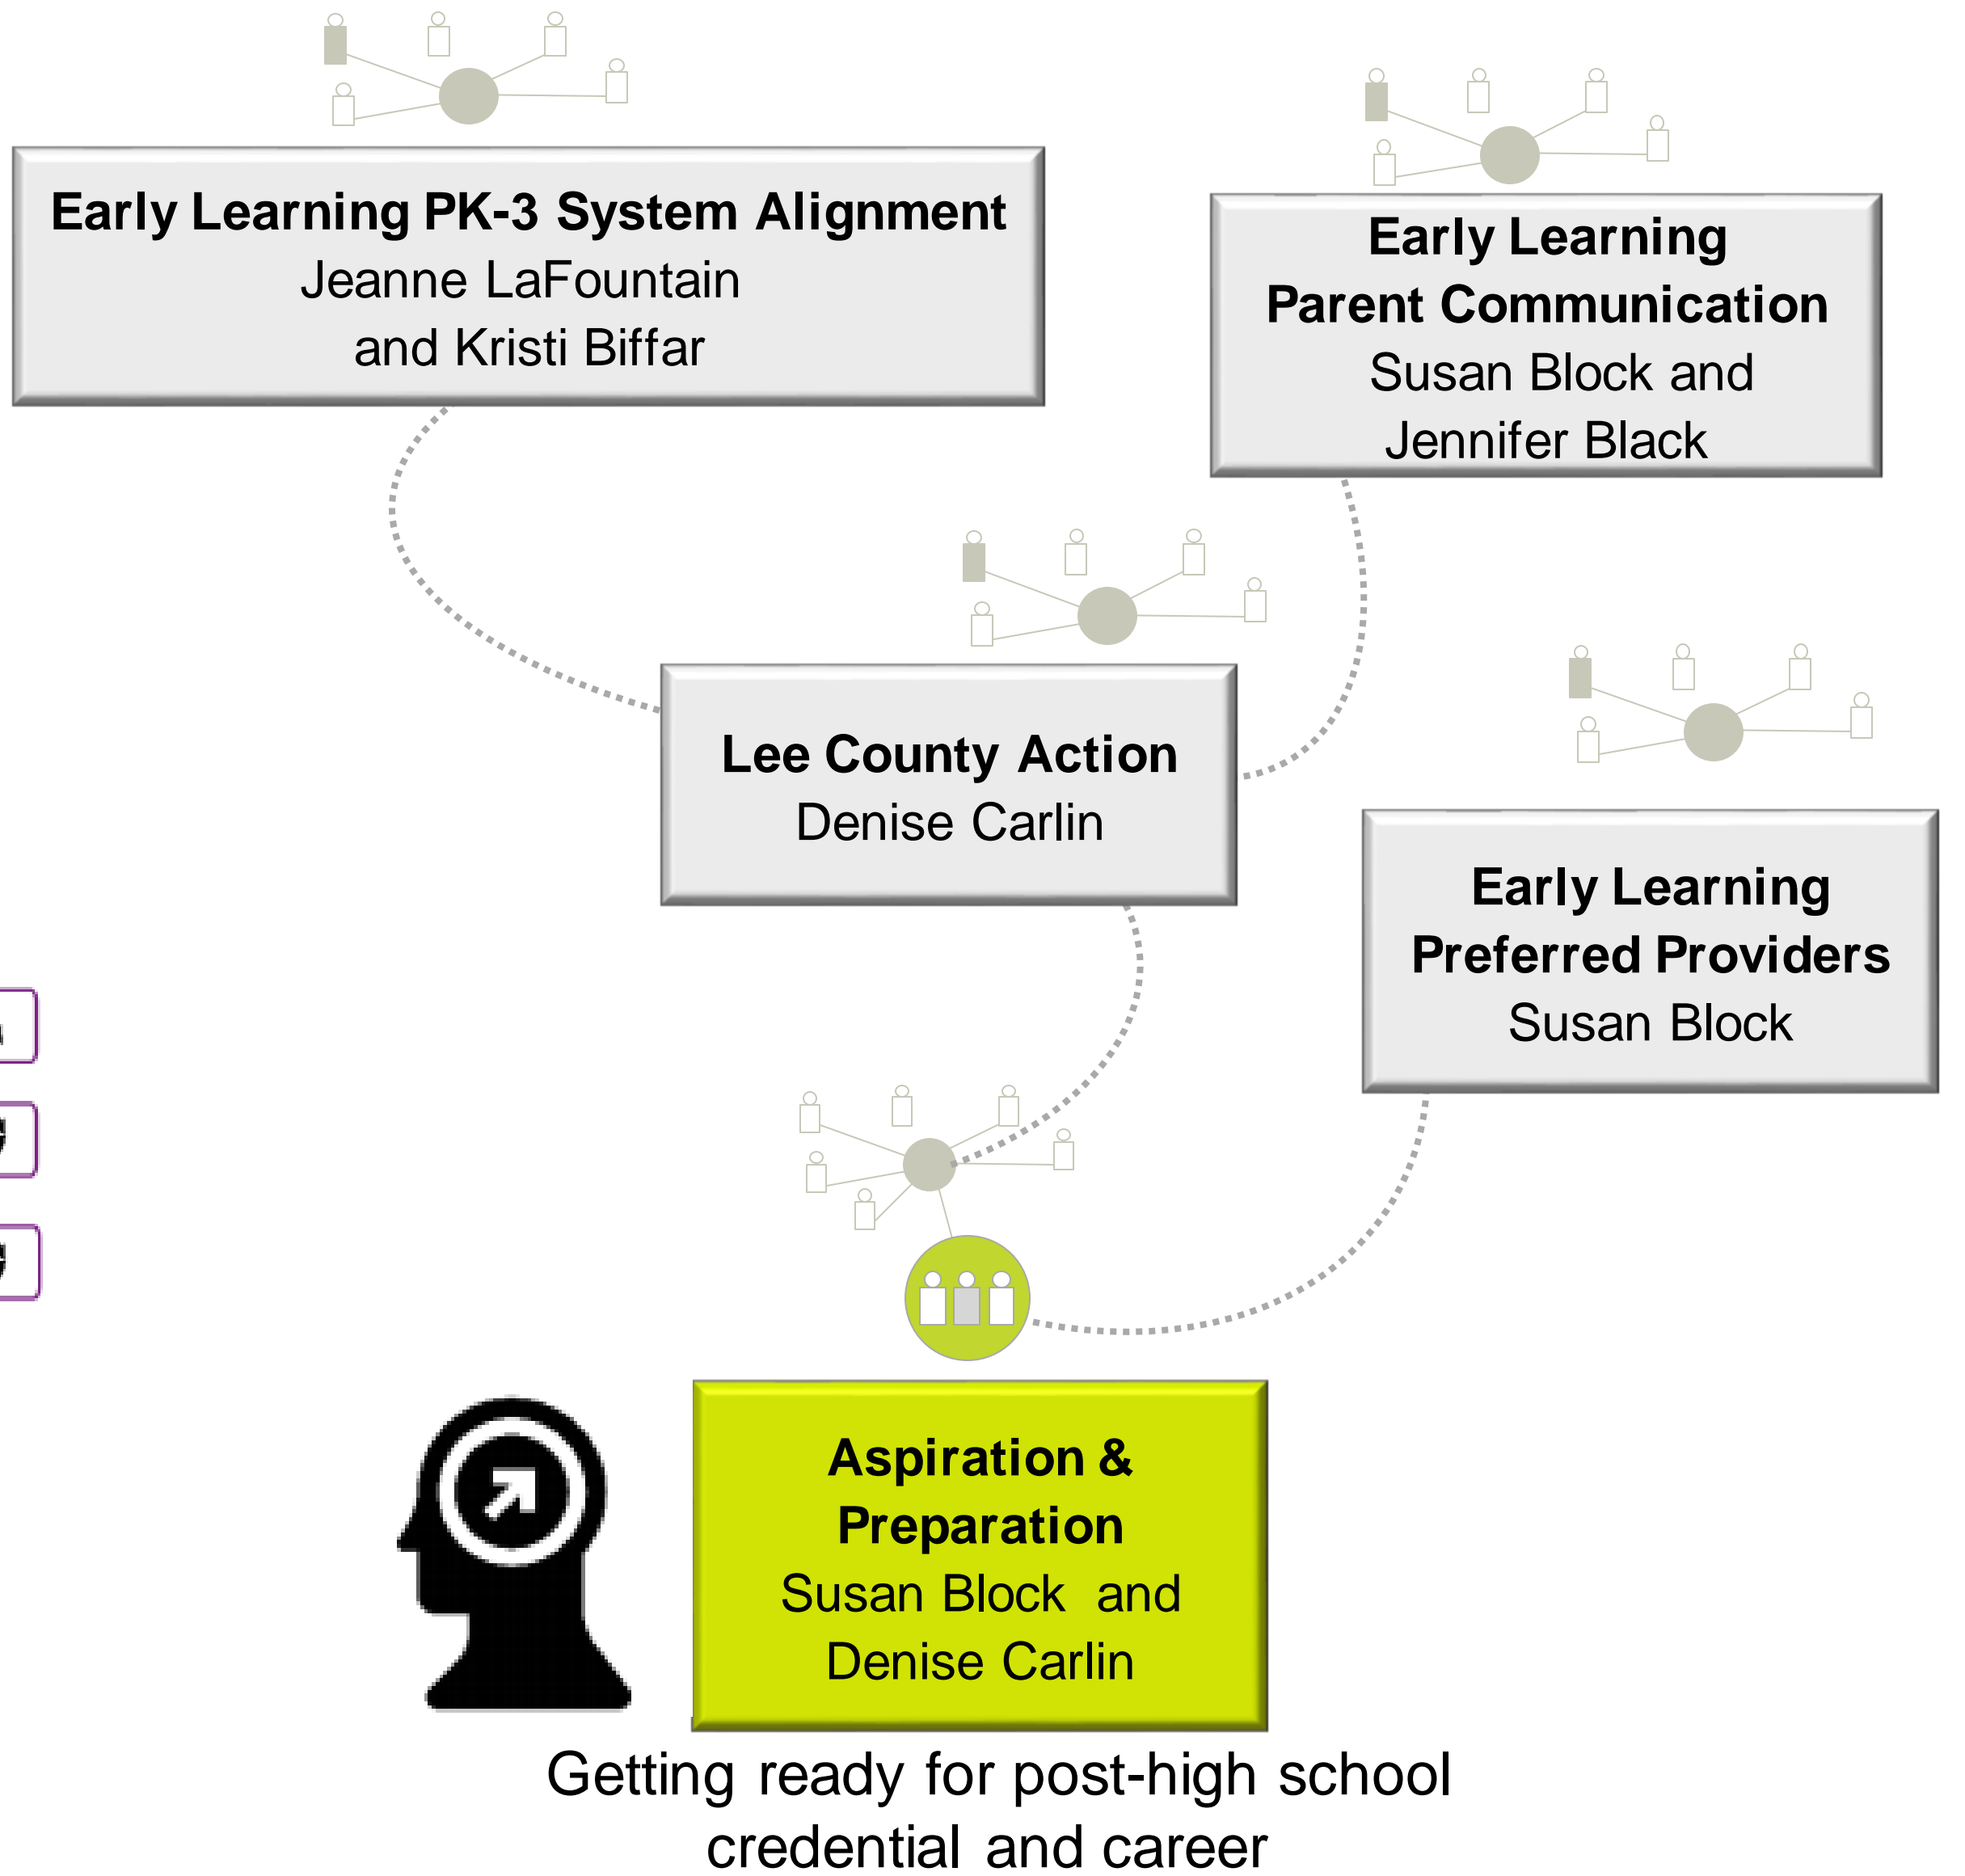 Early Learning PK-3 System Alignment
Jeanne LaFountain
and Kristi Biffar
Early Learning
Parent Communication
Susan Block and
Jennifer Black
Lee County Action
Denise Carlin
Early Learning
Preferred Providers
Susan Block
Aspiration &
Preparation
Susan Block and
Denise Carlin
Getting ready for post-high school
credential and career